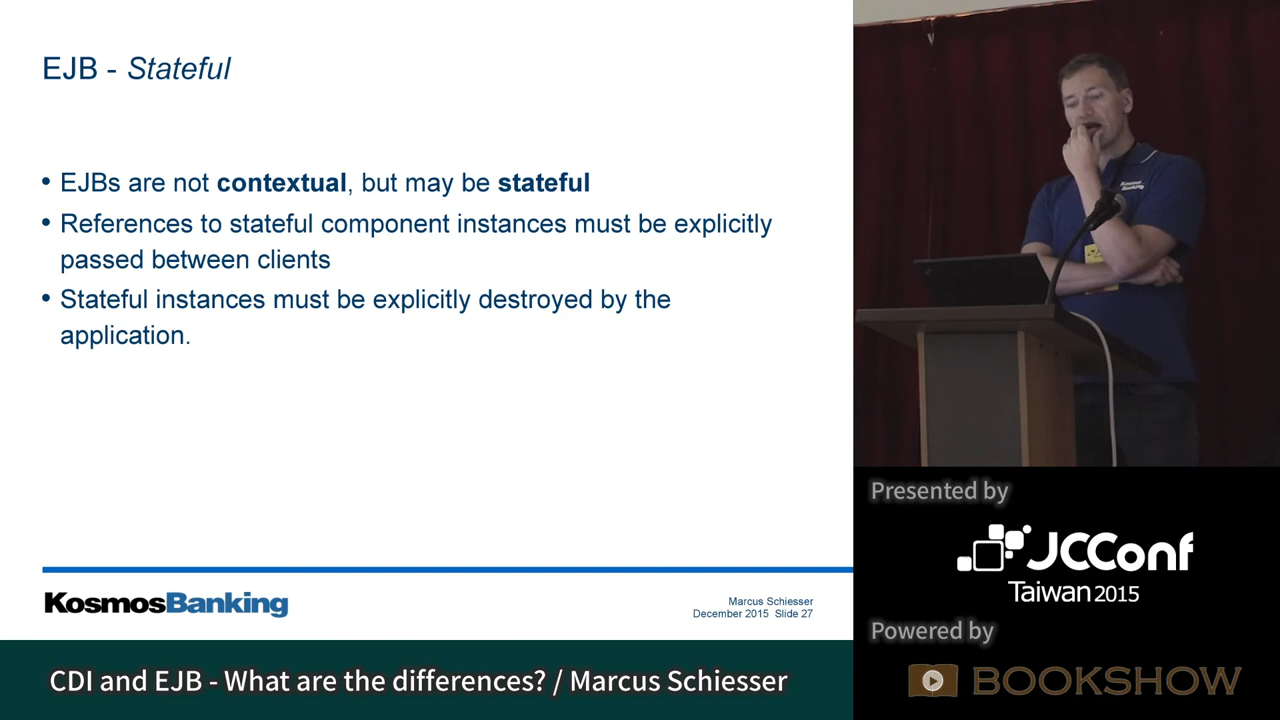 EJB - Stateful
• EJBs are not contextual, but may be stateful
• References to stateful component instances must be explicitly
passed between clients
• Stateful instances must be explicitly destroyed by the
application.
KosmosBanking
Marcus Schiesser
December 2015 Slide 27
CDI and EJB - What are the differences? / Marcus Schiesser
Kosmos
Banking
Presented by
JCConf
Taiwan 2015
Powered by
BOOKSHOW